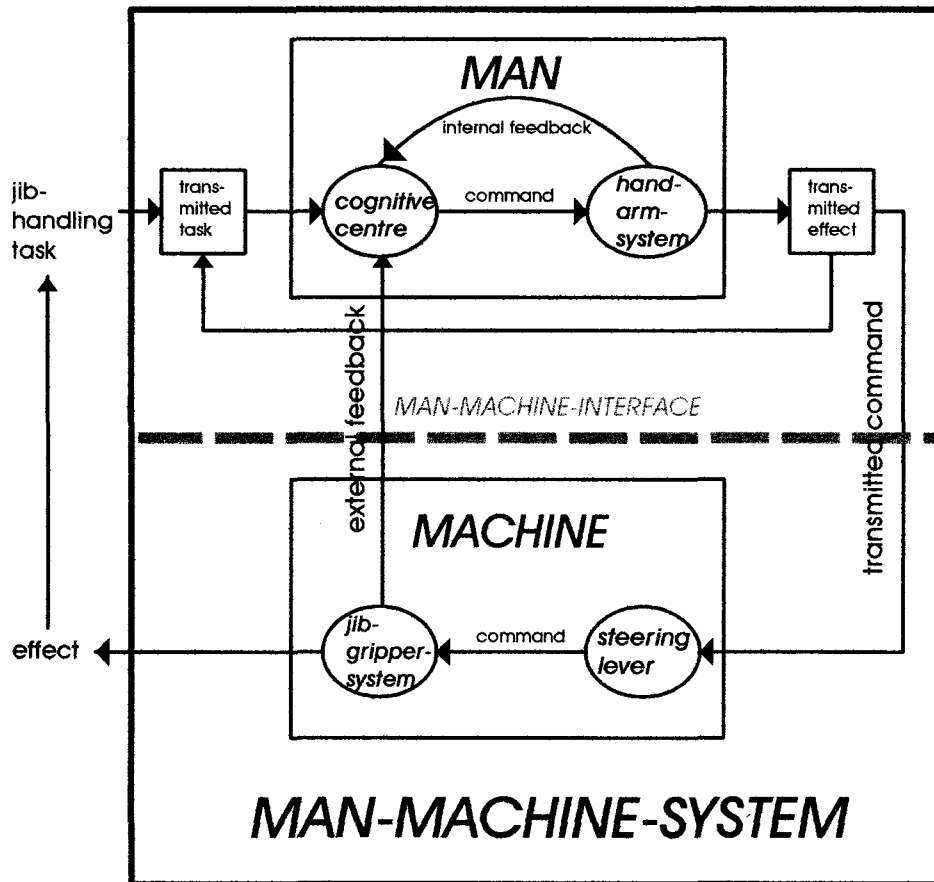 MAN
internal feedback
jib-
handling
task
trans-
mitted
task
cognitive
centre
command
hand-
arm-
system
trans-
mitted
effect
external feedback
transmitted command
MAN-MACHINE-INTERFACE
MACHINE
effect
jib-
gripper-
system
command
steering
lever
MAN-MACHINE-SYSTEM